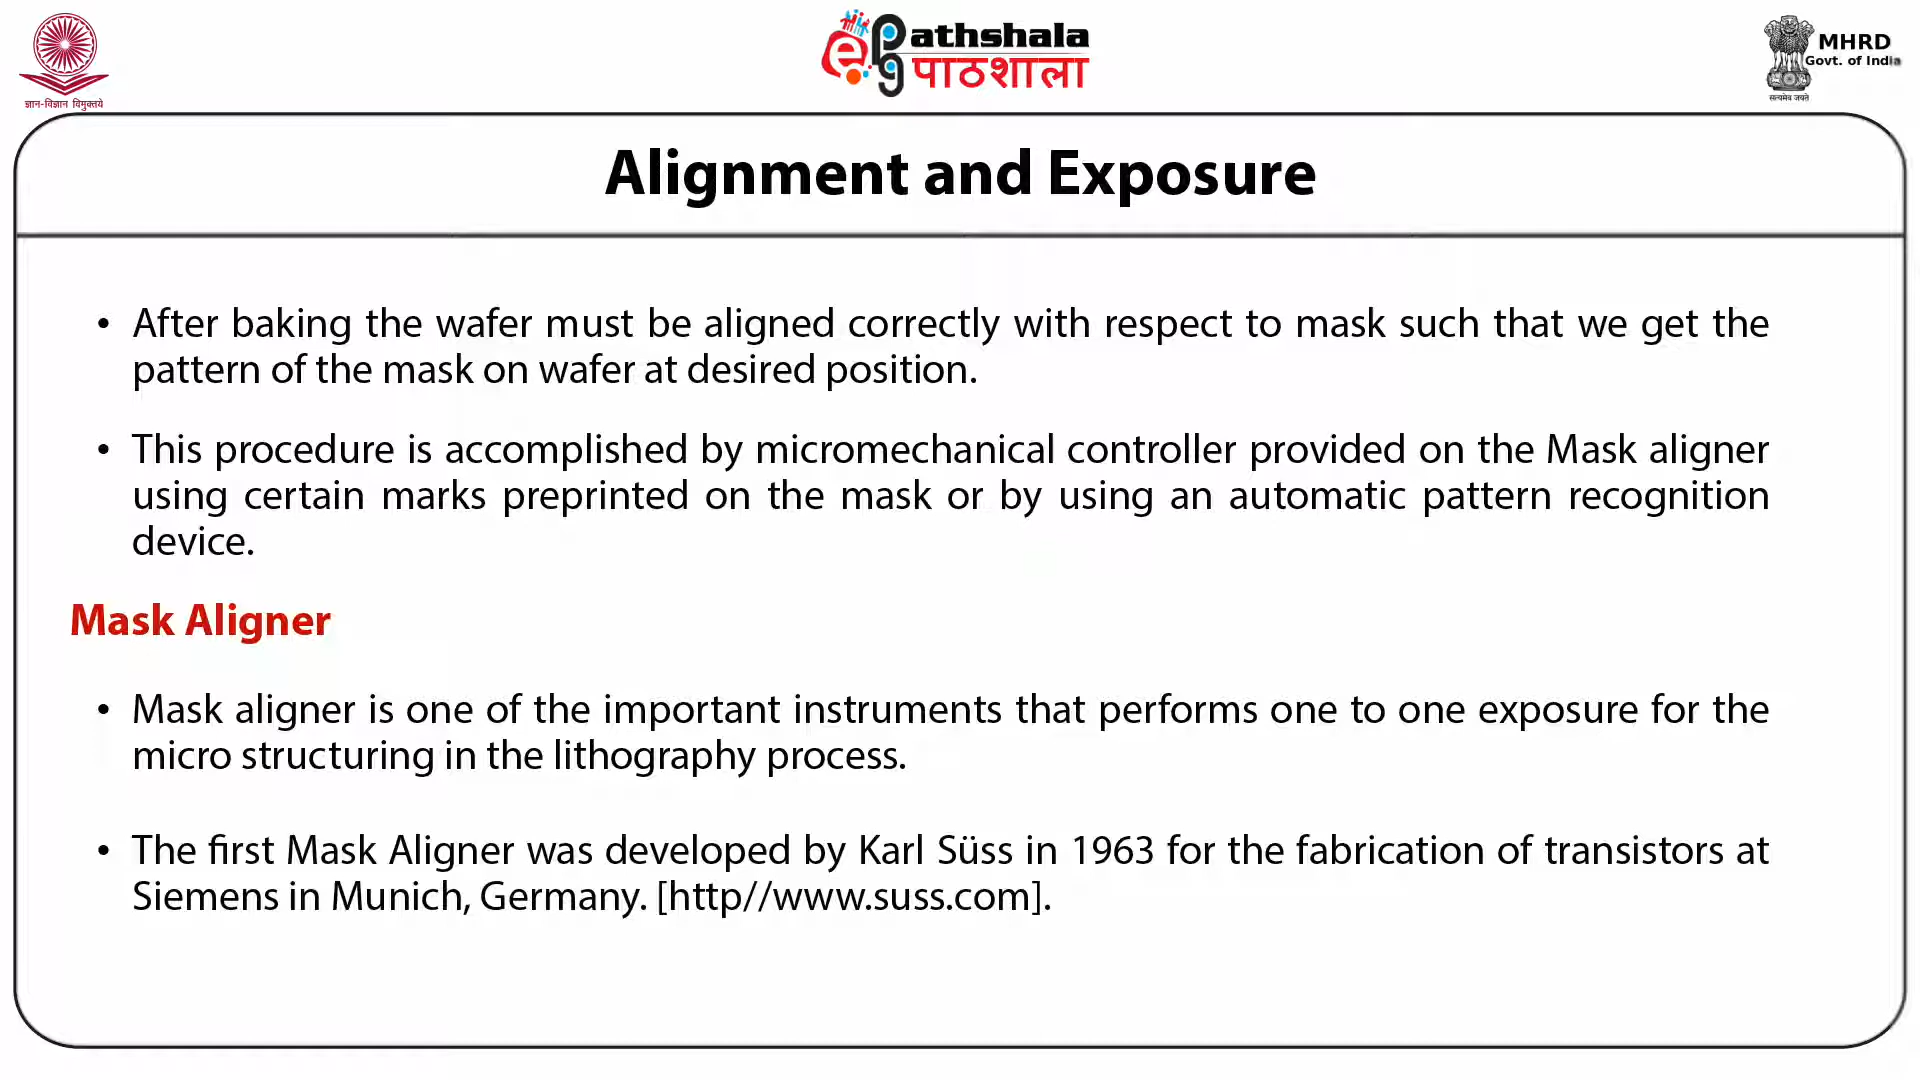 ज्ञान-विज्ञान विमुक्तये
ePathshala
पाठशाला
MHRD
Govt. of India
सत्यमेव जयते
Alignment and Exposure
• After baking the wafer must be aligned correctly with respect to mask such that we get the
pattern of the mask on wafer at desired position.
• This procedure is accomplished by micromechanical controller provided on the Mask aligner
using certain marks preprinted on the mask or by using an automatic pattern recognition
device.
Mask Aligner
• Mask aligner is one of the important instruments that performs one to one exposure for the
micro structuring in the lithography process.
• The first Mask Aligner was developed by Karl Süss in 1963 for the fabrication of transistors at
Siemens in Munich, Germany. [http//www.suss.com].